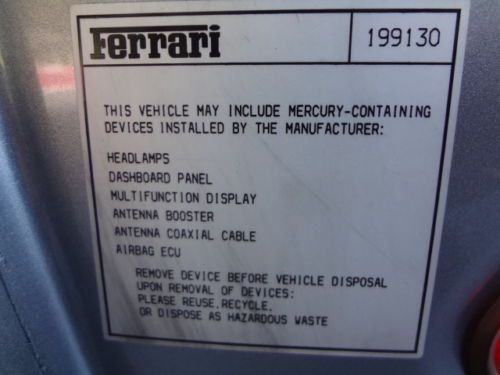 Ferrari 199130
THIS VEHICLE MAY INCLUDE MERCURY-CONTAINING
DEVICES INSTALLED BY THE MANUFACTURER:
HEADLAMPS
DASHBOARD PANEL
MULTIFUNCTION DISPLAY
ANTENNA BOOSTER
ANTENNA COAXIAL CABLE
AIRBAG ECU
REMOVE DEVICE BEFORE VEHICLE DISPOSAL
UPON REMOVAL OF DEVICES:
PLEASE REUSE, RECYCLE,
OR DISPOSE AS HAZARDOUS WASTE